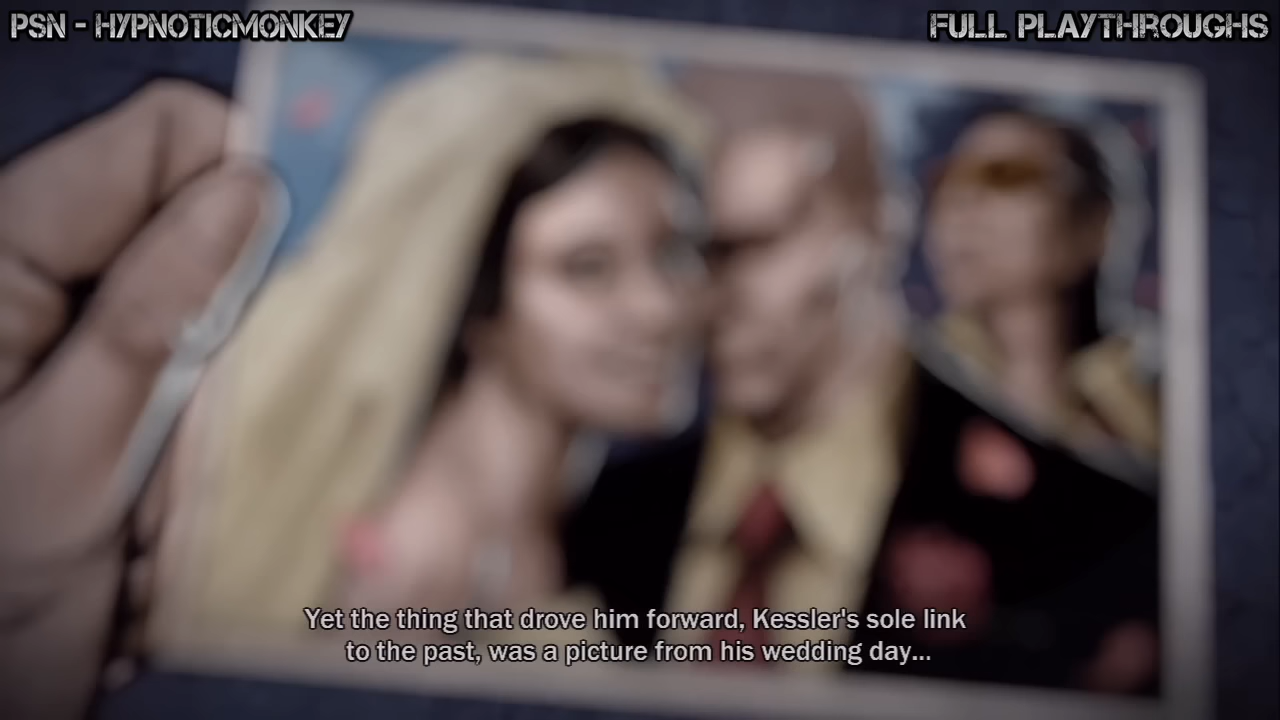 PSN - HYPNOTICMONKEY
FULL PLAYTHROUGHS
Yet the thing that drove him forward, Kessler's sole link
to the past, was a picture from his wedding day...